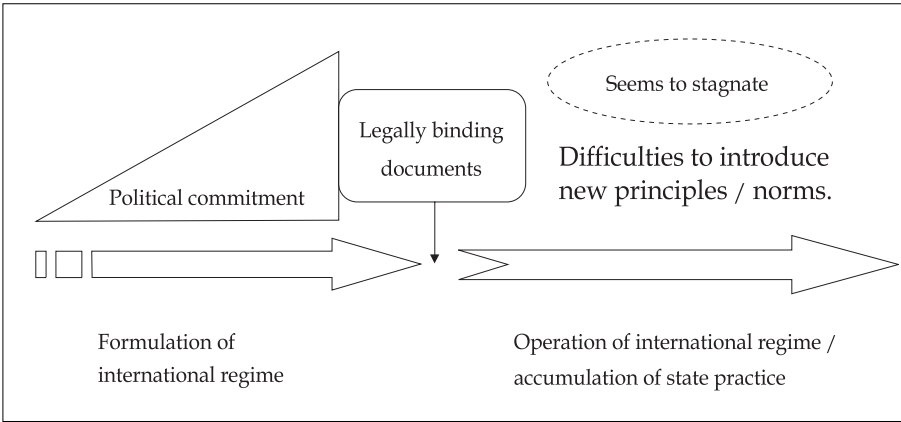 Political commitment
Legally binding
documents
Seems to stagnate
Difficulties to introduce
new principles / norms.
Formulation of
international regime
Operation of international regime /
accumulation of state practice